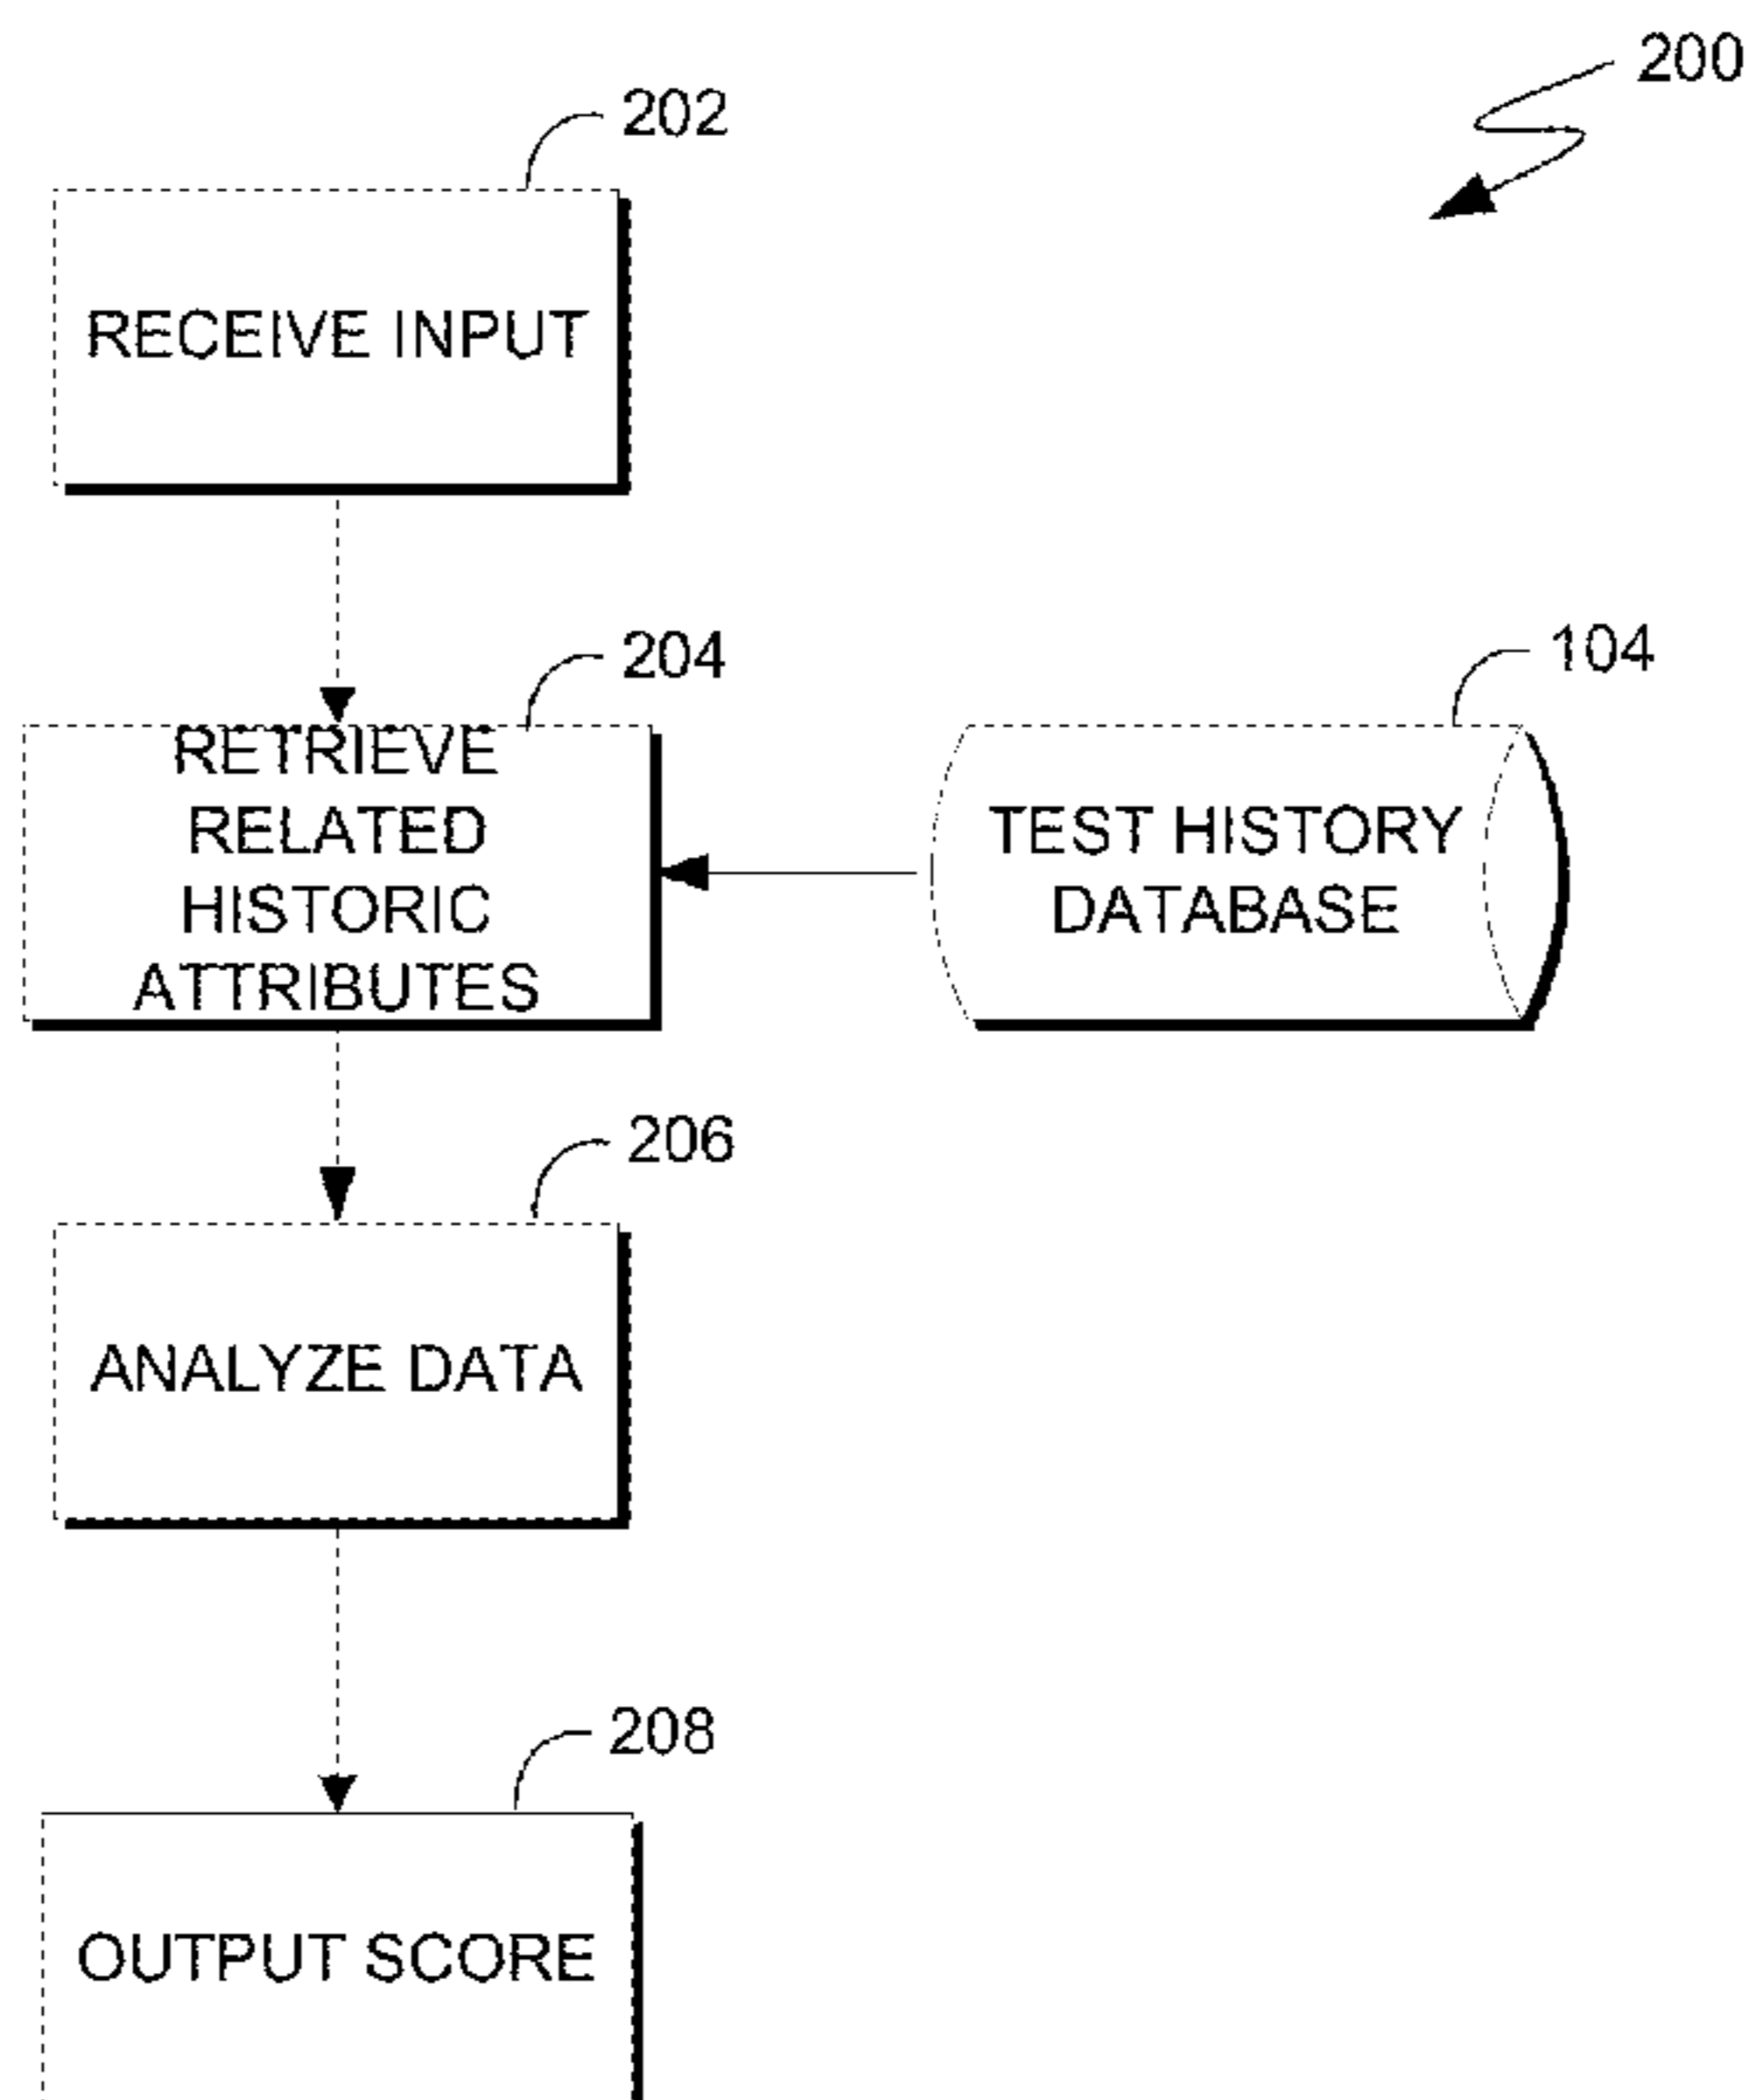 200
202
RECEIVE INPUT
204
104
RETRIEVE
RELATED
HISTORIC
ATTRIBUTES
TEST HISTORY
DATABASE
206
ANALYZE DATA
208
OUTPUT SCORE